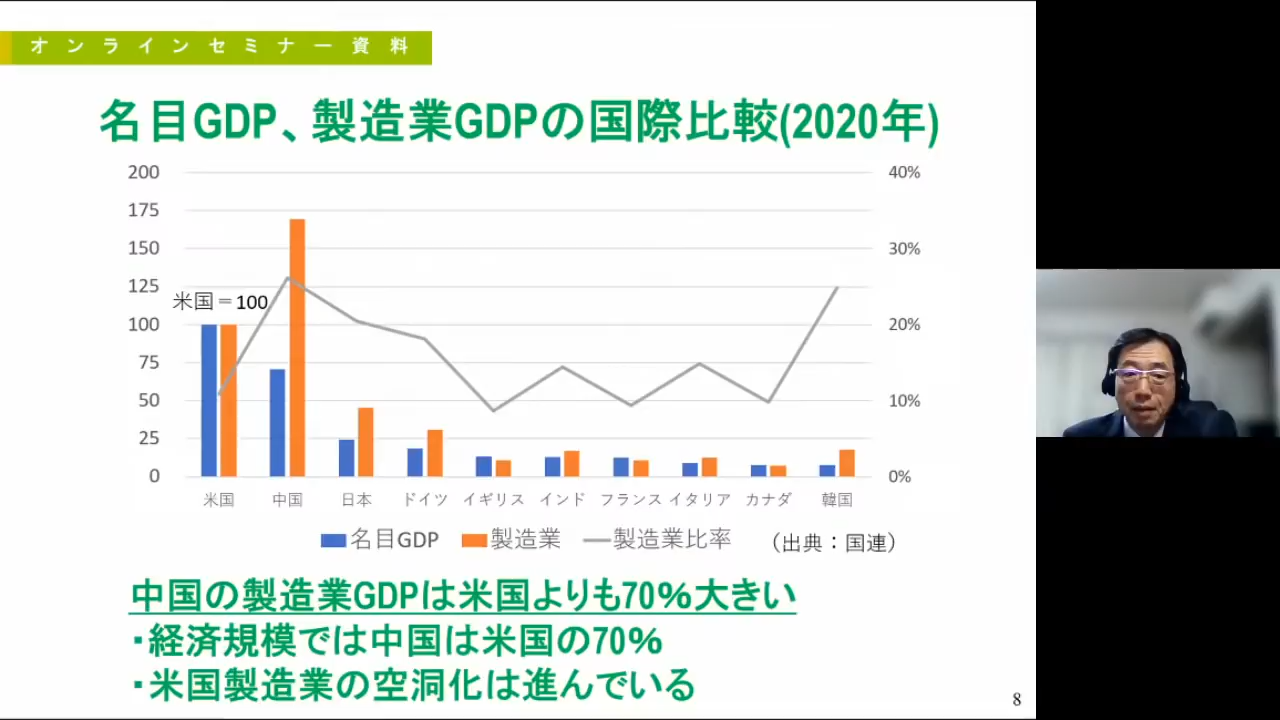 オンラインセミナー資料
名目GDP、製造業GDPの国際比較(2020年)
200
175
150
125
100
75
50
25
0
40%
30%
20%
10%
0%
米国＝100
米国 中国 日本 ドイツ イギリス インド フランス イタリア カナダ 韓国
名目GDP 製造業 製造業比率 （出典：国連）
中国の製造業GDPは米国よりも70%大きい
・経済規模では中国は米国の70%
・米国製造業の空洞化は進んでいる
8